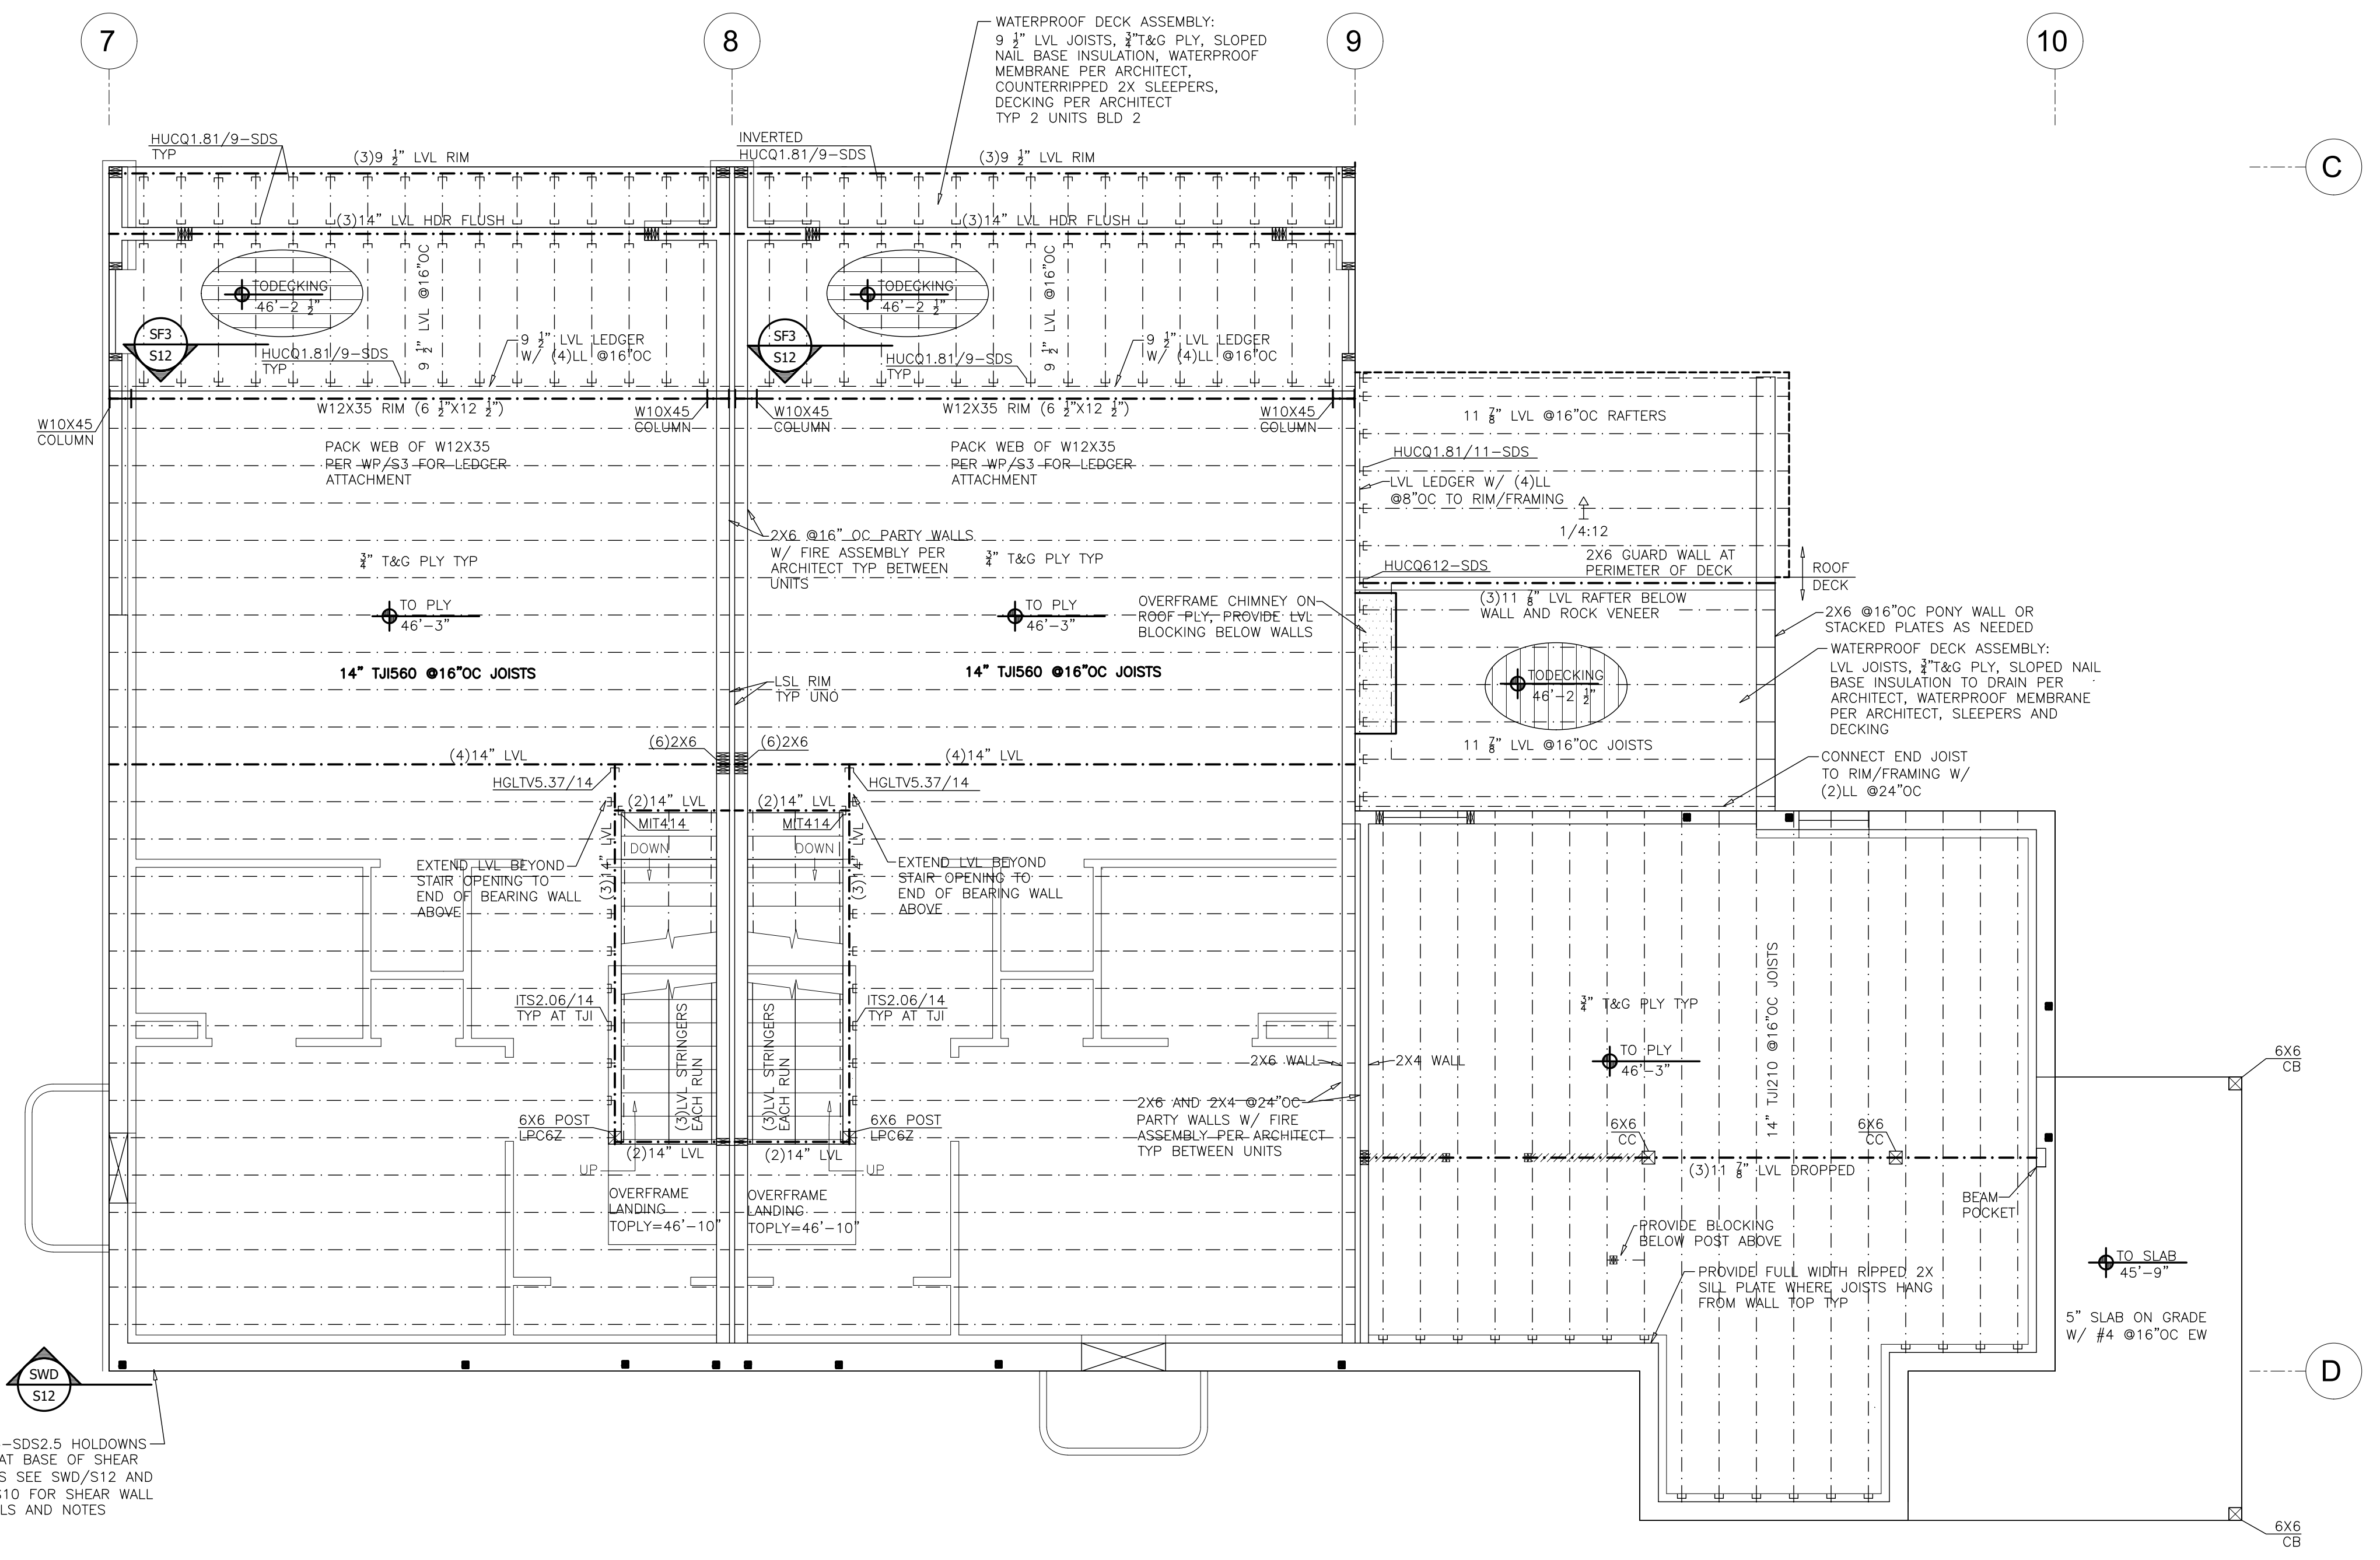 7
8
9
10
C
D
WATERPROOF DECK ASSEMBLY:
9 1/2" LVL JOISTS, 3/4"T&G PLY, SLOPED
NAIL BASE INSULATION, WATERPROOF
MEMBRANE PER ARCHITECT,
COUNTERRIPPED 2X SLEEPERS,
DECKING PER ARCHITECT
TYP 2 UNITS BLD 2
HUCQ1.81/9-SDS
TYP
(3)9 1/2" LVL RIM
INVERTED
HUCQ1.81/9-SDS
(3)9 1/2" LVL RIM
(3)14" LVL HDR FLUSH
(3)14" LVL HDR FLUSH
TODECKING
46'-2 1/2"
9 1/2" LVL @16"OC
TODECKING
46'-2 1/2"
9 1/2" LVL @16"OC
SF3
S12
SF3
S12
HUCQ1.81/9-SDS
TYP
9 1/2" LVL LEDGER
W/ (4)LL @16"OC
HUCQ1.81/9-SDS
TYP
9 1/2" LVL LEDGER
W/ (4)LL @16"OC
W10X45
COLUMN
W12X35 RIM (6 1/2"X12 1/2")
W10X45
COLUMN
W10X45
COLUMN
W12X35 RIM (6 1/2"X12 1/2")
W10X45
COLUMN
PACK WEB OF W12X35
PER WP/S3 FOR LEDGER
ATTACHMENT
PACK WEB OF W12X35
PER WP/S3 FOR LEDGER
ATTACHMENT
11 7/8" LVL @16"OC RAFTERS
HUCQ1.81/11-SDS
LVL LEDGER W/ (4)LL
@8"OC TO RIM/FRAMING
1/4:12
2X6 @16" OC PARTY WALLS
W/ FIRE ASSEMBLY PER
ARCHITECT TYP BETWEEN
UNITS
3/4" T&G PLY TYP
3/4" T&G PLY TYP
2X6 GUARD WALL AT
PERIMETER OF DECK
HUCQ612-SDS
ROOF
DECK
TO PLY
46'-3"
TO PLY
46'-3"
OVERFRAME CHIMNEY ON
ROOF PLY, PROVIDE LVL
BLOCKING BELOW WALLS
(3)11 7/8" LVL RAFTER BELOW
WALL AND ROCK VENEER
2X6 @16"OC PONY WALL OR
STACKED PLATES AS NEEDED
WATERPROOF DECK ASSEMBLY:
LVL JOISTS, 3/4"T&G PLY, SLOPED NAIL
BASE INSULATION TO DRAIN PER
ARCHITECT, WATERPROOF MEMBRANE
PER ARCHITECT, SLEEPERS AND
DECKING
14" TJI560 @16"OC JOISTS
14" TJI560 @16"OC JOISTS
LSL RIM
TYP UNO
TODECKING
46'-2 1/2"
11 7/8" LVL @16"OC JOISTS
CONNECT END JOIST
TO RIM/FRAMING W/
(2)LL @24"OC
(4)14" LVL
(6)2X6
(6)2X6
(4)14" LVL
HGLTV5.37/14
HGLTV5.37/14
(2)14" LVL
(2)14" LVL
MIT414
MIT414
(3)14" LVL
(3)14" LVL
DOWN
DOWN
EXTEND LVL BEYOND
STAIR OPENING TO
END OF BEARING WALL
ABOVE
EXTEND LVL BEYOND
STAIR OPENING TO
END OF BEARING WALL
ABOVE
ITS2.06/14
TYP AT TJI
ITS2.06/14
TYP AT TJI
(3)LVL STRINGERS
EACH RUN
(3)LVL STRINGERS
EACH RUN
3/4" T&G PLY TYP
14" TJI210 @16"OC JOISTS
TO PLY
46'-3"
2X6 WALL
2X4 WALL
2X6 AND 2X4 @24"OC
PARTY WALLS W/ FIRE
ASSEMBLY PER ARCHITECT
TYP BETWEEN UNITS
6X6
CB
6X6 POST
LPC6Z
6X6 POST
LPC6Z
6X6
CC
6X6
CC
(2)14" LVL
(2)14" LVL
UP
UP
(3)11 7/8" LVL DROPPED
BEAM
POCKET
OVERFRAME
LANDING
TOPLY=46'-10"
OVERFRAME
LANDING
TOPLY=46'-10"
PROVIDE BLOCKING
BELOW POST ABOVE
PROVIDE FULL WIDTH RIPPED 2X
SILL PLATE WHERE JOISTS HANG
FROM WALL TOP TYP
TO SLAB
45'-9"
5" SLAB ON GRADE
W/ #4 @16"OC EW
SWD
S12
-SDS2.5 HOLDOWNS
AT BASE OF SHEAR
S SEE SWD/S12 AND
S10 FOR SHEAR WALL
LS AND NOTES
6X6
CB